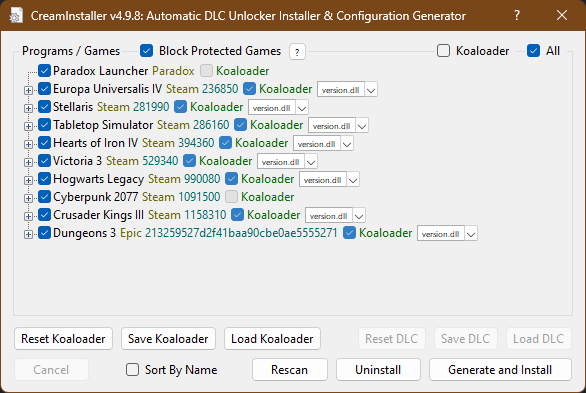 CreamInstaller v4.9.8: Automatic DLC Unlocker Installer & Configuration Generator ?
Programs / Games Block Protected Games ? Koaloader All
Paradox Launcher Paradox Koaloader
Europa Universalis IV Steam 236850 Koaloader version.dll
Stellaris Steam 281990 Koaloader version.dll
Tabletop Simulator Steam 286160 Koaloader version.dll
Hearts of Iron IV Steam 394360 Koaloader version.dll
Victoria 3 Steam 529340 Koaloader version.dll
Hogwarts Legacy Steam 990080 Koaloader version.dll
Cyberpunk 2077 Steam 1091500 Koaloader
Crusader Kings III Steam 1158310 Koaloader version.dll
Dungeons 3 Epic 213259527d2f41baa90cbe0ae5555271 Koaloader version.dll
Reset Koaloader Save Koaloader Load Koaloader Reset DLC Save DLC Load DLC
Cancel Sort By Name Rescan Uninstall Generate and Install